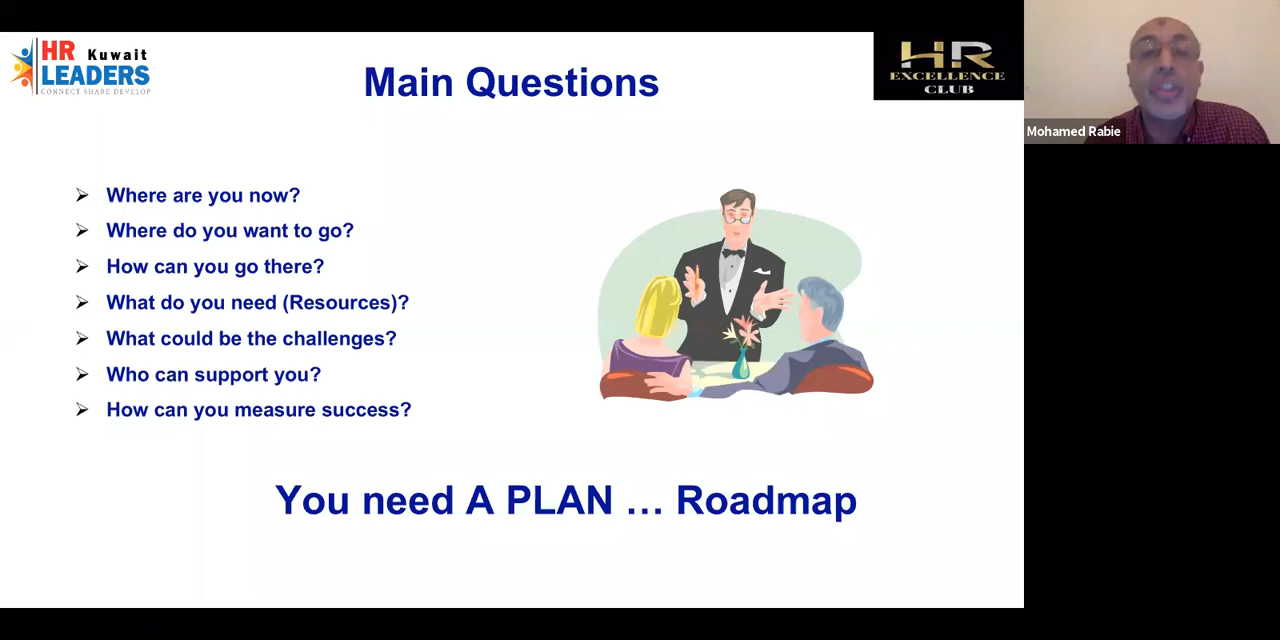 HR Kuwait
LEADERS
CONNECT SHARE DEVELOP
Main Questions
HR
EXCELLENCE
CLUB
Mohamed Rabie
Where are you now?
Where do you want to go?
How can you go there?
What do you need (Resources)?
What could be the challenges?
Who can support you?
How can you measure success?
You need A PLAN … Roadmap